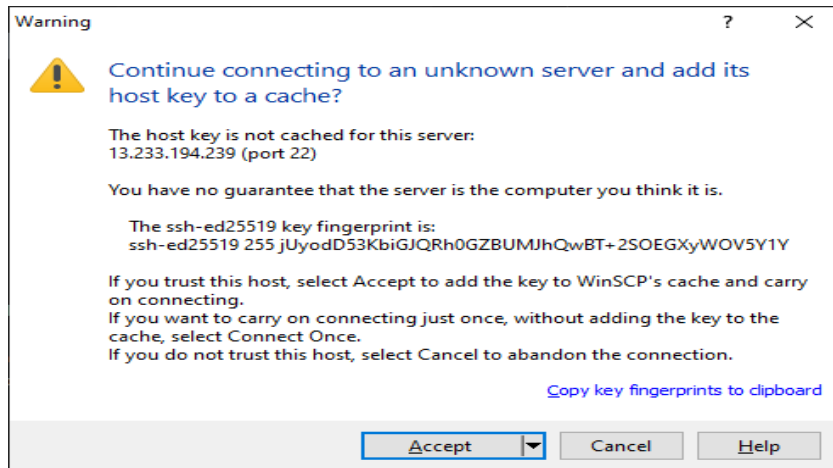 Warning
?
Continue connecting to an unknown server and add its
host key to a cache?
The host key is not cached for this server:
13.233.194.239 (port 22)
You have no guarantee that the server is the computer you think it is.
The ssh-ed25519 key fingerprint is:
ssh-ed25519 255 jUyodD53KbiGJQRh0GZBUMJhQwBT+2SOEGXyWOV5Y1Y
If you trust this host, select Accept to add the key to WinSCP's cache and carry
on connecting.
If you want to carry on connecting just once, without adding the key to the
cache, select Connect Once.
If you do not trust this host, select Cancel to abandon the connection.
Copy key fingerprints to clipboard
Accept Cancel Help